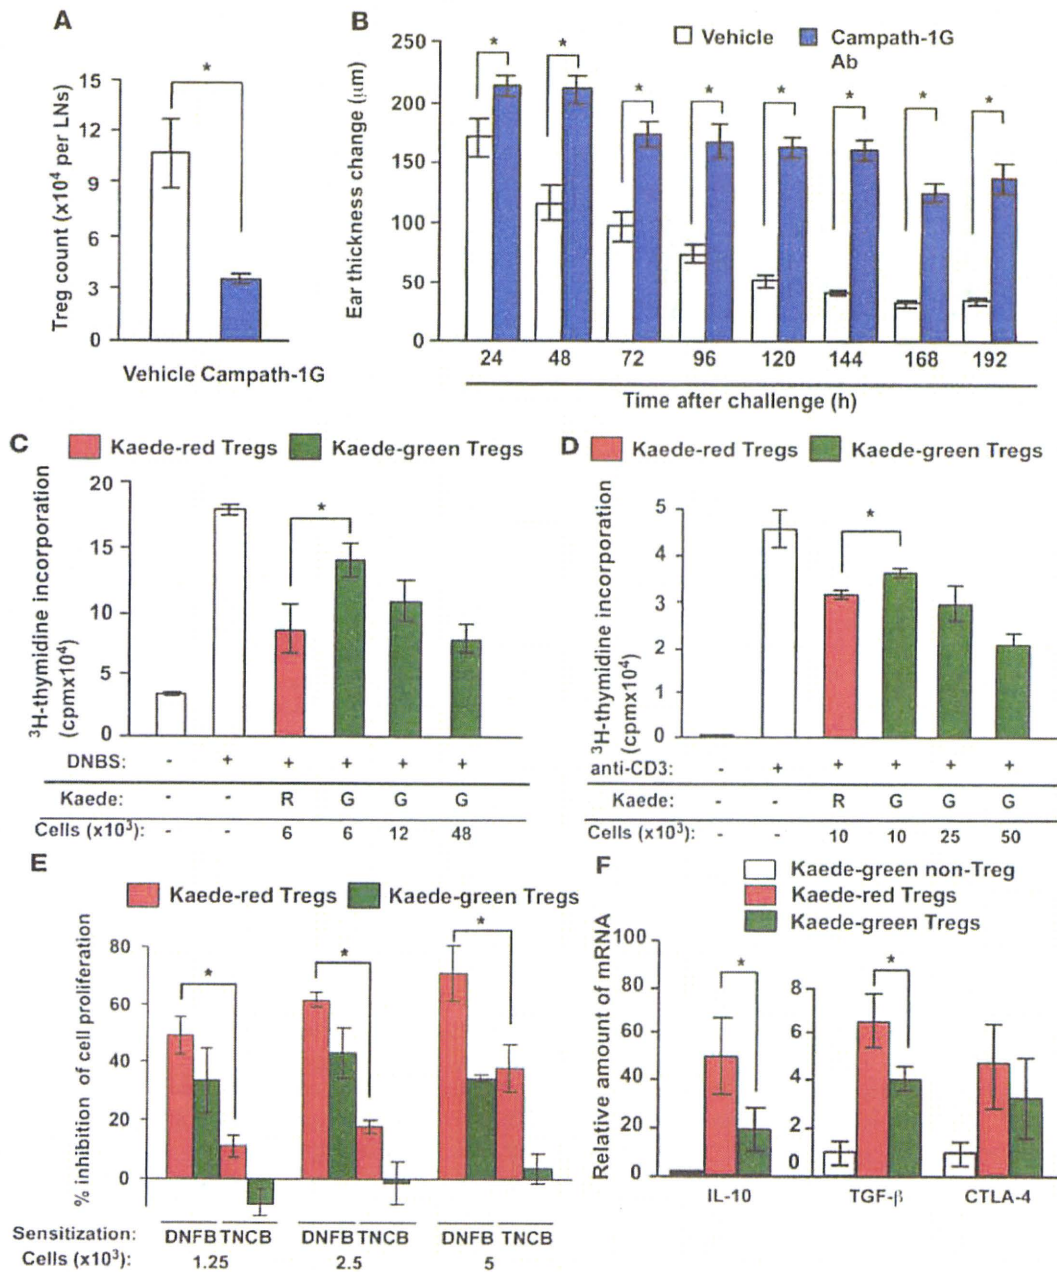 A
Treg count (x10⁴ per LNs)
15
12
9
6
3
0
*
Vehicle Campath-1G
B
Vehicle
Campath-1G
Ab
Ear thickness change (μm)
250
200
150
100
50
0
* * * * * * * *
24 48 72 96 120 144 168 192
Time after challenge (h)
C
Kaede-red Tregs Kaede-green Tregs
³H-thymidine incorporation
(cpmx10⁴)
20
15
10
5
0
*
DNBS: - + + + + +
Kaede: - - R G G G
Cells (x10³): - - 6 6 12 48
D
Kaede-red Tregs Kaede-green Tregs
³H-thymidine incorporation
(cpmx10⁴)
5
4
3
2
1
0
*
anti-CD3: - + + + + +
Kaede: - - R G G G
Cells (x10³): - - 10 10 25 50
E
Kaede-red Tregs Kaede-green Tregs
% inhibition of cell proliferation
80
60
40
20
0
* * *
Sensitization: DNFB TNCB DNFB TNCB DNFB TNCB
Cells (x10³): 1.25 2.5 5
F
Kaede-green non-Treg
Kaede-red Tregs
Kaede-green Tregs
Relative amount of mRNA
100
80
60
40
20
0
*
8
6
4
2
0
*
IL-10 TGF-β CTLA-4